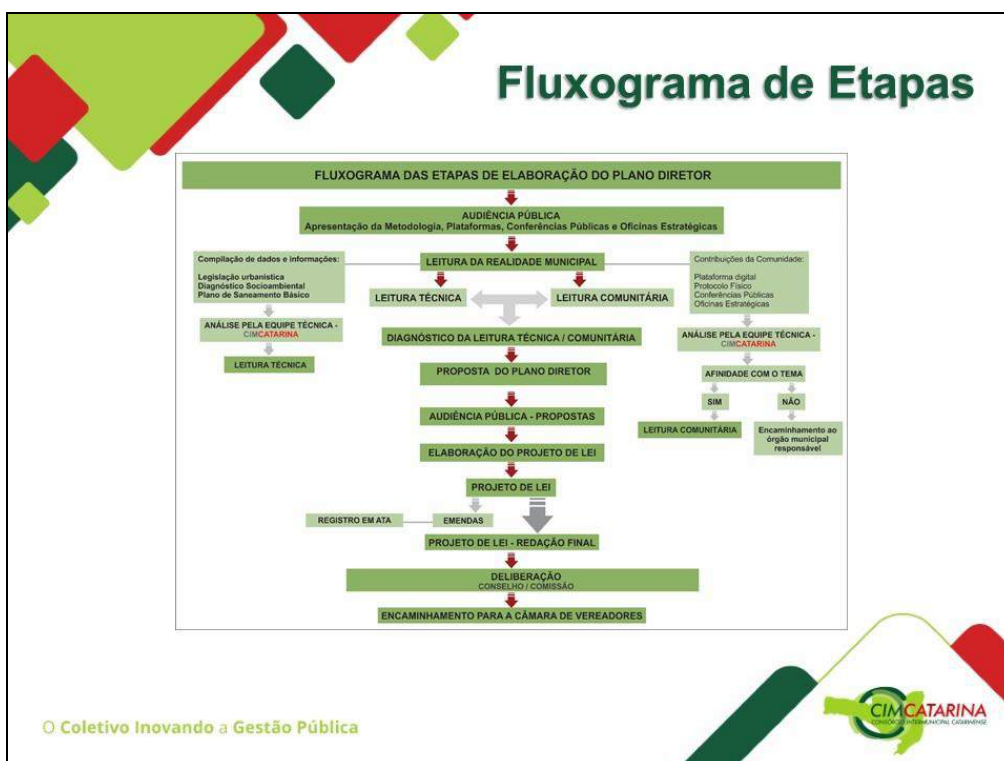 Fluxograma de Etapas
FLUXOGRAMA DAS ETAPAS DE ELABORAÇÃO DO PLANO DIRETOR
AUDIÊNCIA PÚBLICA
Apresentação da Metodologia, Plataformas, Conferências Públicas e Oficinas Estratégicas
LEITURA DA REALIDADE MUNICIPAL
Compilação de dados e informações:
Legislação urbanística
Diagnóstico Socioambiental
Plano de Saneamento Básico
ANÁLISE PELA EQUIPE TÉCNICA -
CIMCATARINA
LEITURA TÉCNICA
LEITURA TÉCNICA
LEITURA COMUNITÁRIA
Contribuições da Comunidade:
Plataforma digital
Protocolo Físico
Conferências Públicas
Oficinas Estratégicas
ANÁLISE PELA EQUIPE TÉCNICA -
CIMCATARINA
AFINIDADE COM O TEMA
SIM
NÃO
LEITURA COMUNITÁRIA
Encaminhamento ao
órgão municipal
responsável
DIAGNÓSTICO DA LEITURA TÉCNICA / COMUNITÁRIA
PROPOSTA DO PLANO DIRETOR
AUDIÊNCIA PÚBLICA - PROPOSTAS
ELABORAÇÃO DO PROJETO DE LEI
PROJETO DE LEI
REGISTRO EM ATA
EMENDAS
PROJETO DE LEI - REDAÇÃO FINAL
DELIBERAÇÃO
CONSELHO / COMISSÃO
ENCAMINHAMENTO PARA A CÂMARA DE VEREADORES
O Coletivo Inovando a Gestão Pública
CIMCATARINA
CONSÓRCIO INTERMUNICIPAL CATARINENSE